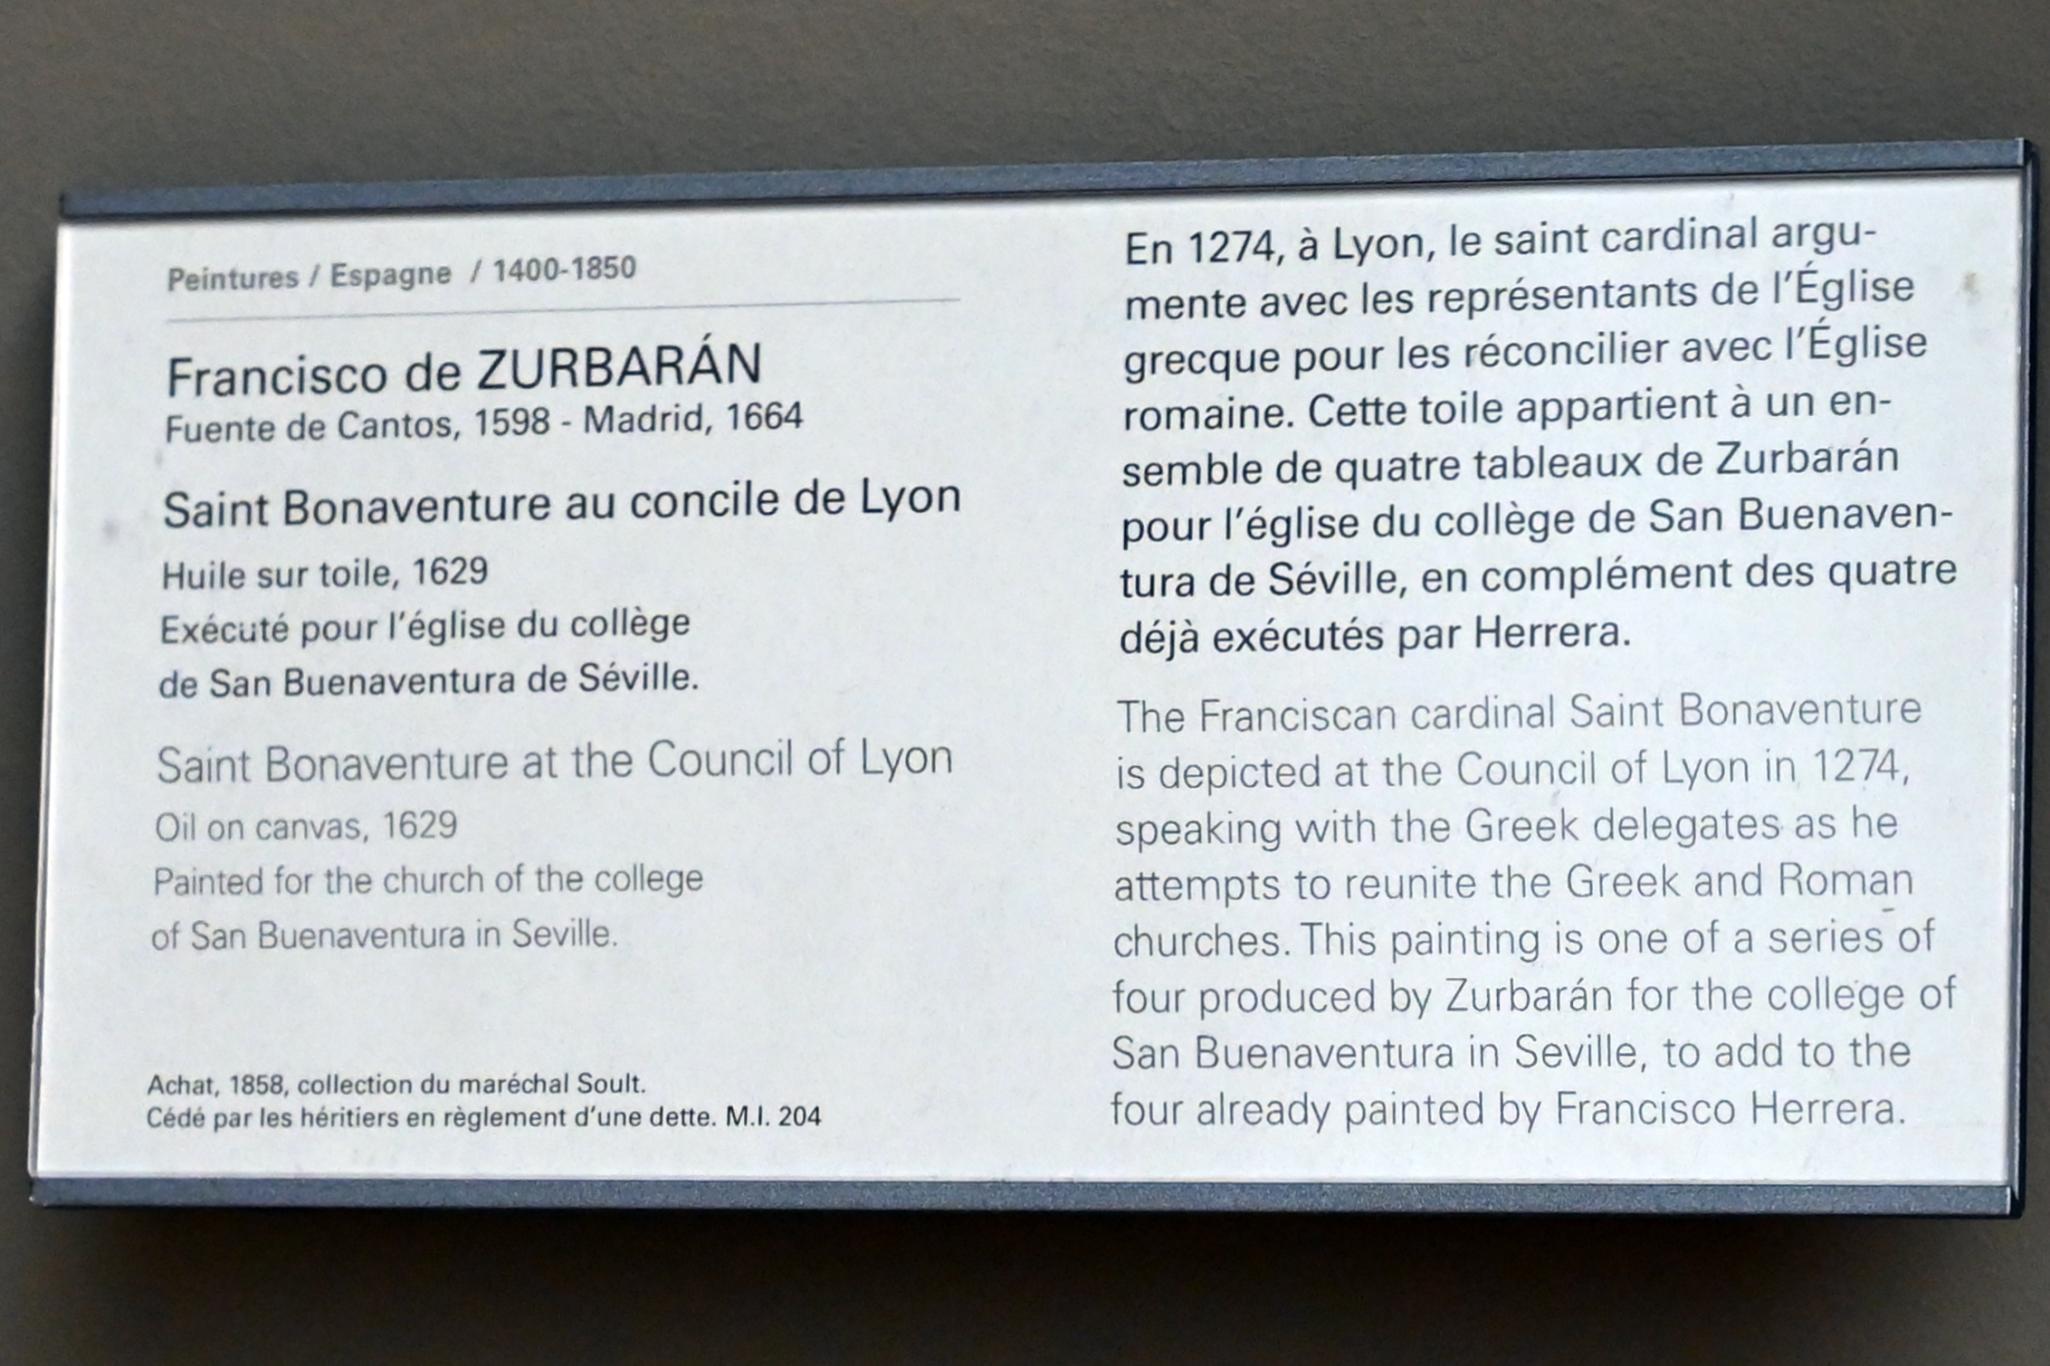 Peintures / Espagne / 1400-1850
Francisco de ZURBARÁN
Fuente de Cantos, 1598 - Madrid, 1664
Saint Bonaventure au concile de Lyon
Huile sur toile, 1629
Exécuté pour l'église du collège
de San Buenaventura de Séville.
Saint Bonaventure at the Council of Lyon
Oil on canvas, 1629
Painted for the church of the college
of San Buenaventura in Seville.
Achat, 1858, collection du maréchal Soult.
Cédé par les héritiers en règlement d'une dette. M.I. 204
En 1274, à Lyon, le saint cardinal argu-
mente avec les représentants de l'Église
grecque pour les réconcilier avec l'Église
romaine. Cette toile appartient à un en-
semble de quatre tableaux de Zurbarán
pour l'église du collège de San Buenaven-
tura de Séville, en complément des quatre
déjà exécutés par Herrera.
The Franciscan cardinal Saint Bonaventure
is depicted at the Council of Lyon in 1274,
speaking with the Greek delegates as he
attempts to reunite the Greek and Roman
churches. This painting is one of a series of
four produced by Zurbarán for the college of
San Buenaventura in Seville, to add to the
four already painted by Francisco Herrera.